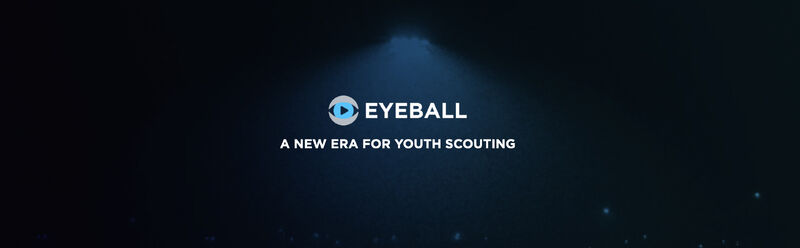 EYEBALL
A NEW ERA FOR YOUTH SCOUTING